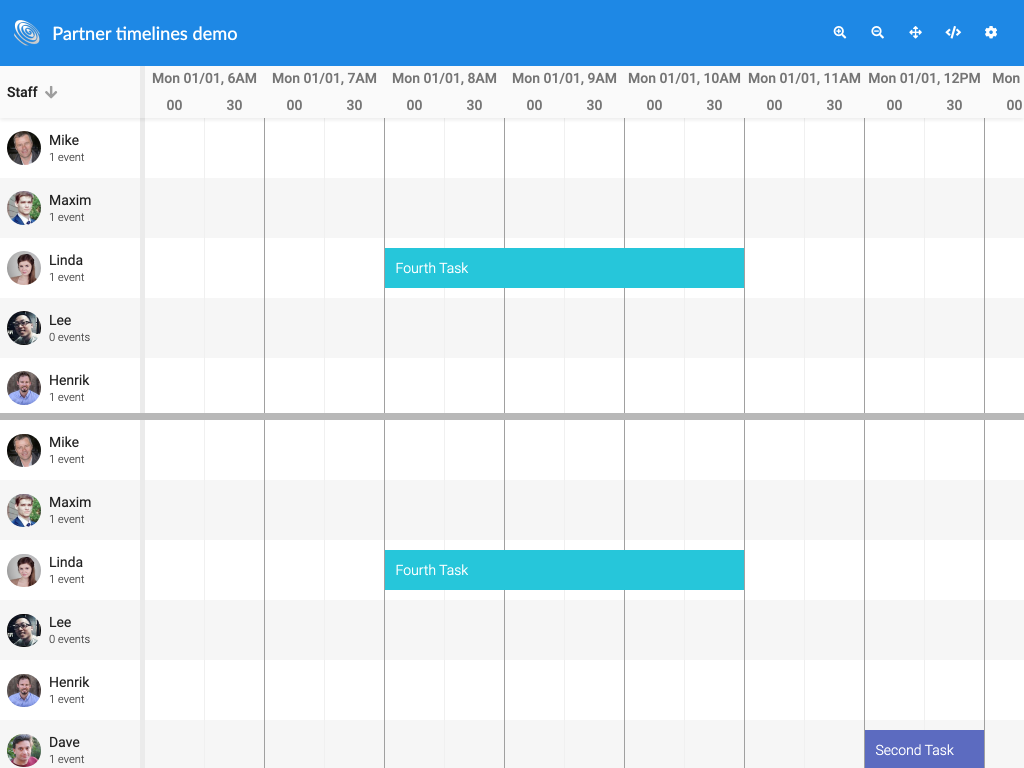 Partner timelines demo
Staff
Mon 01/01, 6AM Mon 01/01, 7AM Mon 01/01, 8AM Mon 01/01, 9AM Mon 01/01, 10AM Mon 01/01, 11AM Mon 01/01, 12PM Mon
00 30 00 30 00 30 00 30 00 30 00 30 00 30 00
Mike
1 event
Maxim
1 event
Linda
1 event
Fourth Task
Lee
0 events
Henrik
1 event
Mike
1 event
Maxim
1 event
Linda
1 event
Fourth Task
Lee
0 events
Henrik
1 event
Dave
1 event
Second Task